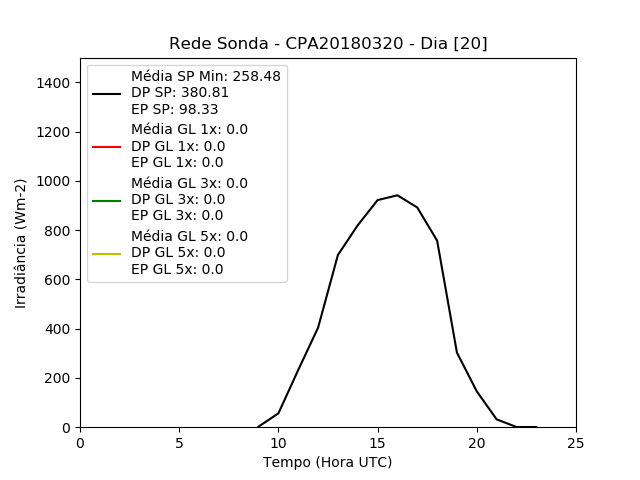 Rede Sonda - CPA20180320 - Dia [20]
Média SP Min: 258.48
DP SP: 380.81
EP SP: 98.33
Média GL 1x: 0.0
DP GL 1x: 0.0
EP GL 1x: 0.0
Média GL 3x: 0.0
DP GL 3x: 0.0
EP GL 3x: 0.0
Média GL 5x: 0.0
DP GL 5x: 0.0
EP GL 5x: 0.0
Irradiância (Wm-2)
1400
1200
1000
800
600
400
200
0
0 5 10 15 20 25
Tempo (Hora UTC)